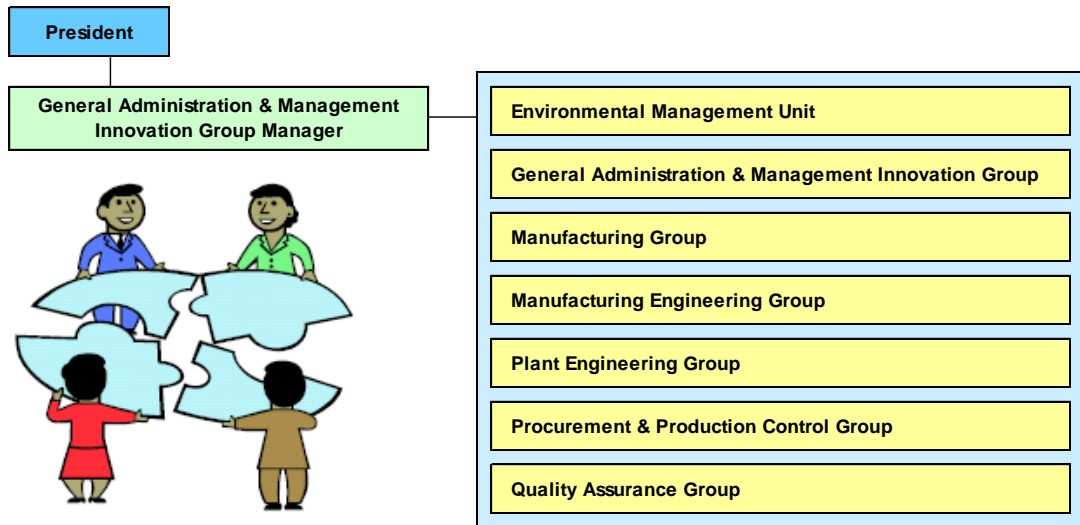 President
General Administration & Management
Innovation Group Manager
Environmental Management Unit
General Administration & Management Innovation Group
Manufacturing Group
Manufacturing Engineering Group
Plant Engineering Group
Procurement & Production Control Group
Quality Assurance Group